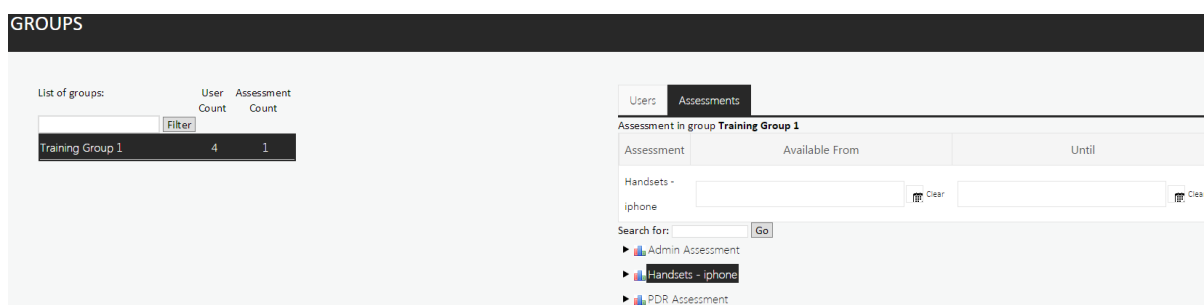 GROUPS
List of groups:
User Count
Assessment Count
Filter
Training Group 1 4 1
Users Assessments
Assessment in group Training Group 1
Assessment Available From Until
Handsets -
iphone
Clear
Clea
Search for: Go
Admin Assessment
Handsets - iphone
PDR Assessment